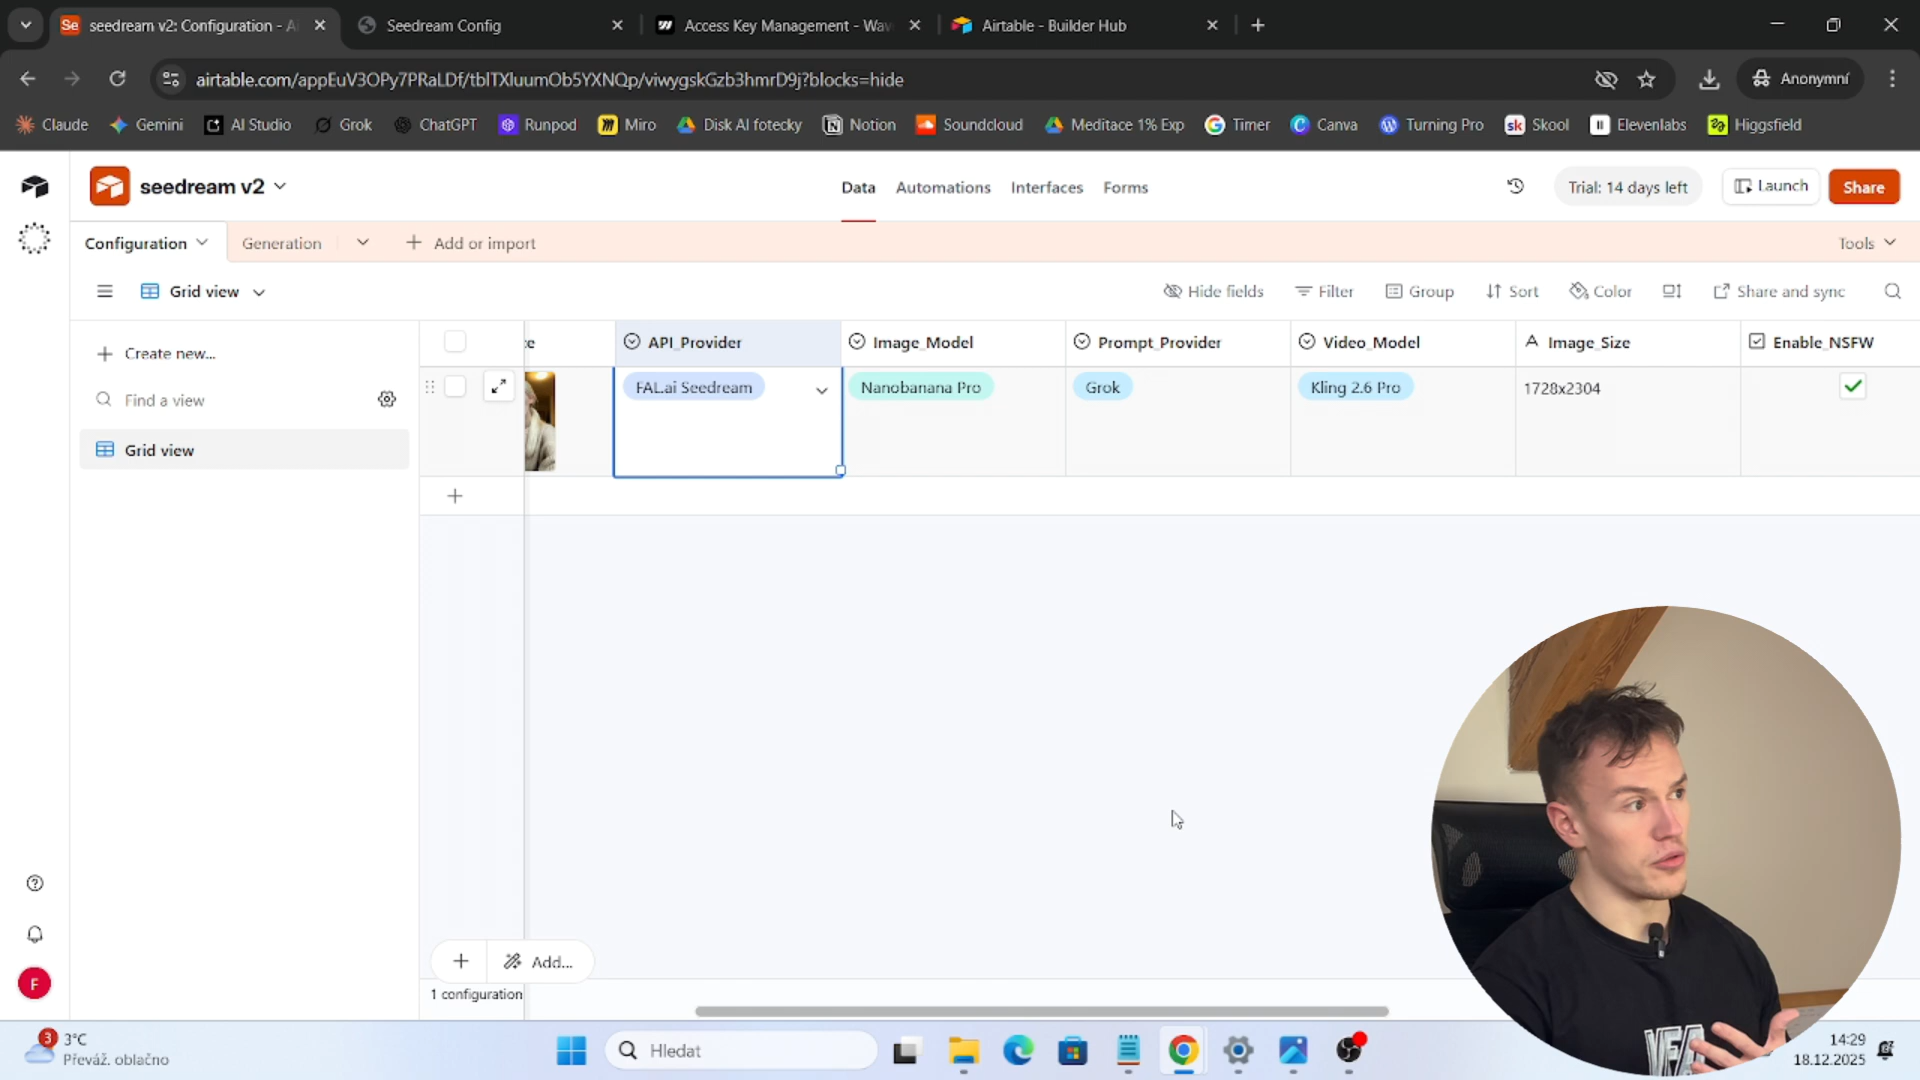 Se seedream v2: Configuration - Ai
Seedream Config
Access Key Management - Wav
Airtable - Builder Hub
airtable.com/appEuV3OPy7PRaLDf/tblTXluumOb5YXNQp/viwygskGzb3hmrD9j?blocks=hide
Anonymní
Claude
Gemini
AI Studio
Grok
ChatGPT
Runpod
Miro
Disk AI fotecky
Notion
Soundcloud
Meditace 1% Exp
Timer
Canva
Turning Pro
sk Skool
Elevenlabs
Higgsfield
seedream v2
Data
Automations
Interfaces
Forms
Trial: 14 days left
Launch
Share
Configuration
Generation
Add or import
Tools
Grid view
Hide fields
Filter
Group
Sort
Color
Share and sync
Create new...
Find a view
Grid view
API_Provider
Image_Model
Prompt_Provider
Video_Model
Image_Size
Enable_NSFW
FAL.ai Seedream
Nanobanana Pro
Grok
Kling 2.6 Pro
1728x2304
Add...
1 configuration
F
3
3°C
Převáž. oblačno
Hledat
14:29
18.12.2025